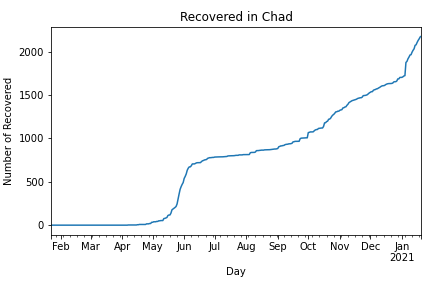 Recovered in Chad
Number of Recovered
2000
1500
1000
500
0
Feb Mar Apr May Jun Jul Aug Sep Oct Nov Dec Jan
2021
Day